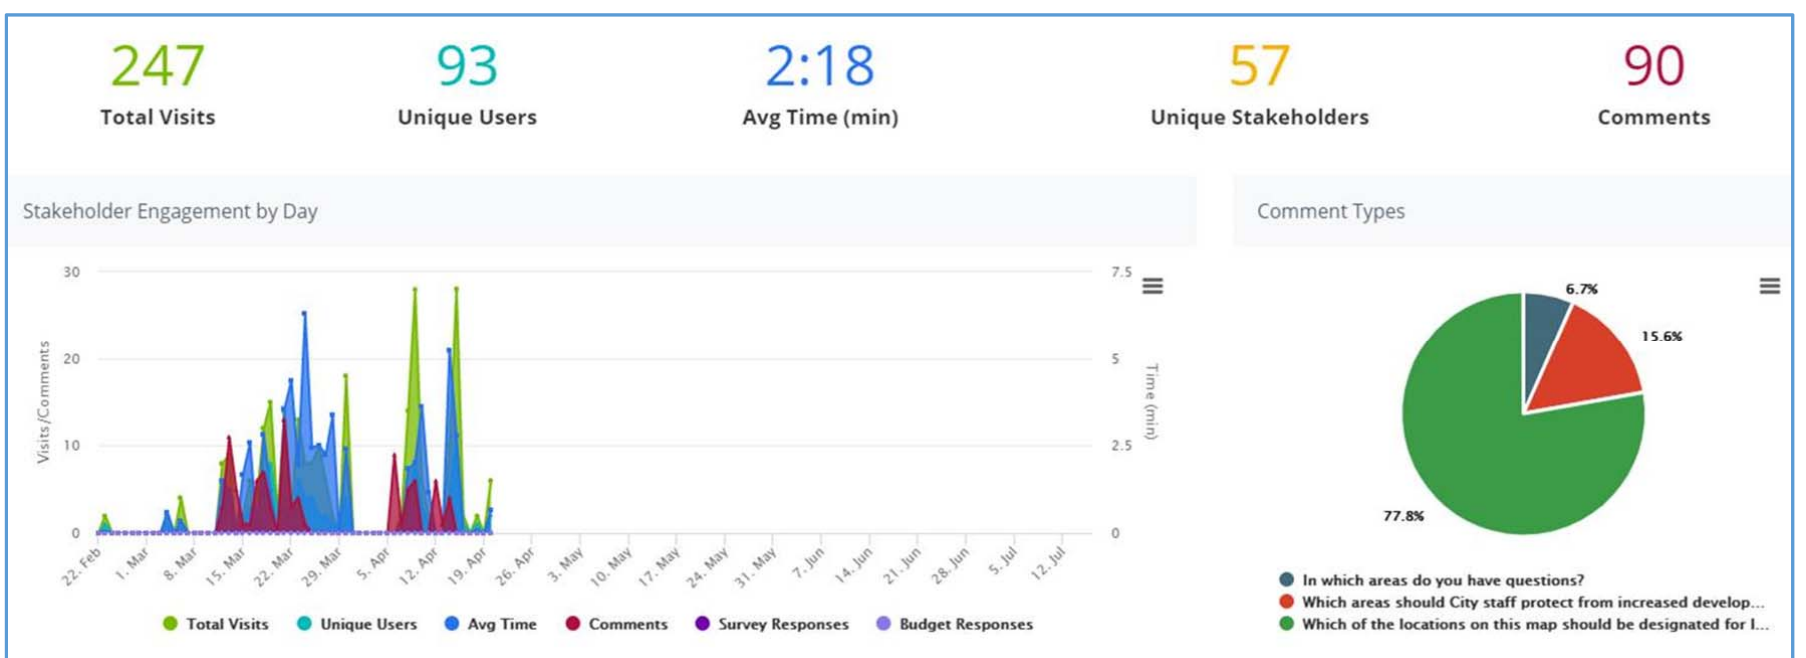 247
Total Visits
93
Unique Users
2:18
Avg Time (min)
57
Unique Stakeholders
90
Comments
Stakeholder Engagement by Day
Visits/Comments
30
20
10
0
7.5
5
2.5
0
Time (min)
22. Feb
1. Mar
8. Mar
15. Mar
22. Mar
29. Mar
5. Apr
12. Apr
19. Apr
26. Apr
3. May
10. May
17. May
24. May
31. May
7. Jun
14. Jun
21. Jun
28. Jun
5. Jul
12. Jul
Total Visits
Unique Users
Avg Time
Comments
Survey Responses
Budget Responses
Comment Types
6.7%
15.6%
77.8%
In which areas do you have questions?
Which areas should City staff protect from increased develop...
Which of the locations on this map should be designated for I...